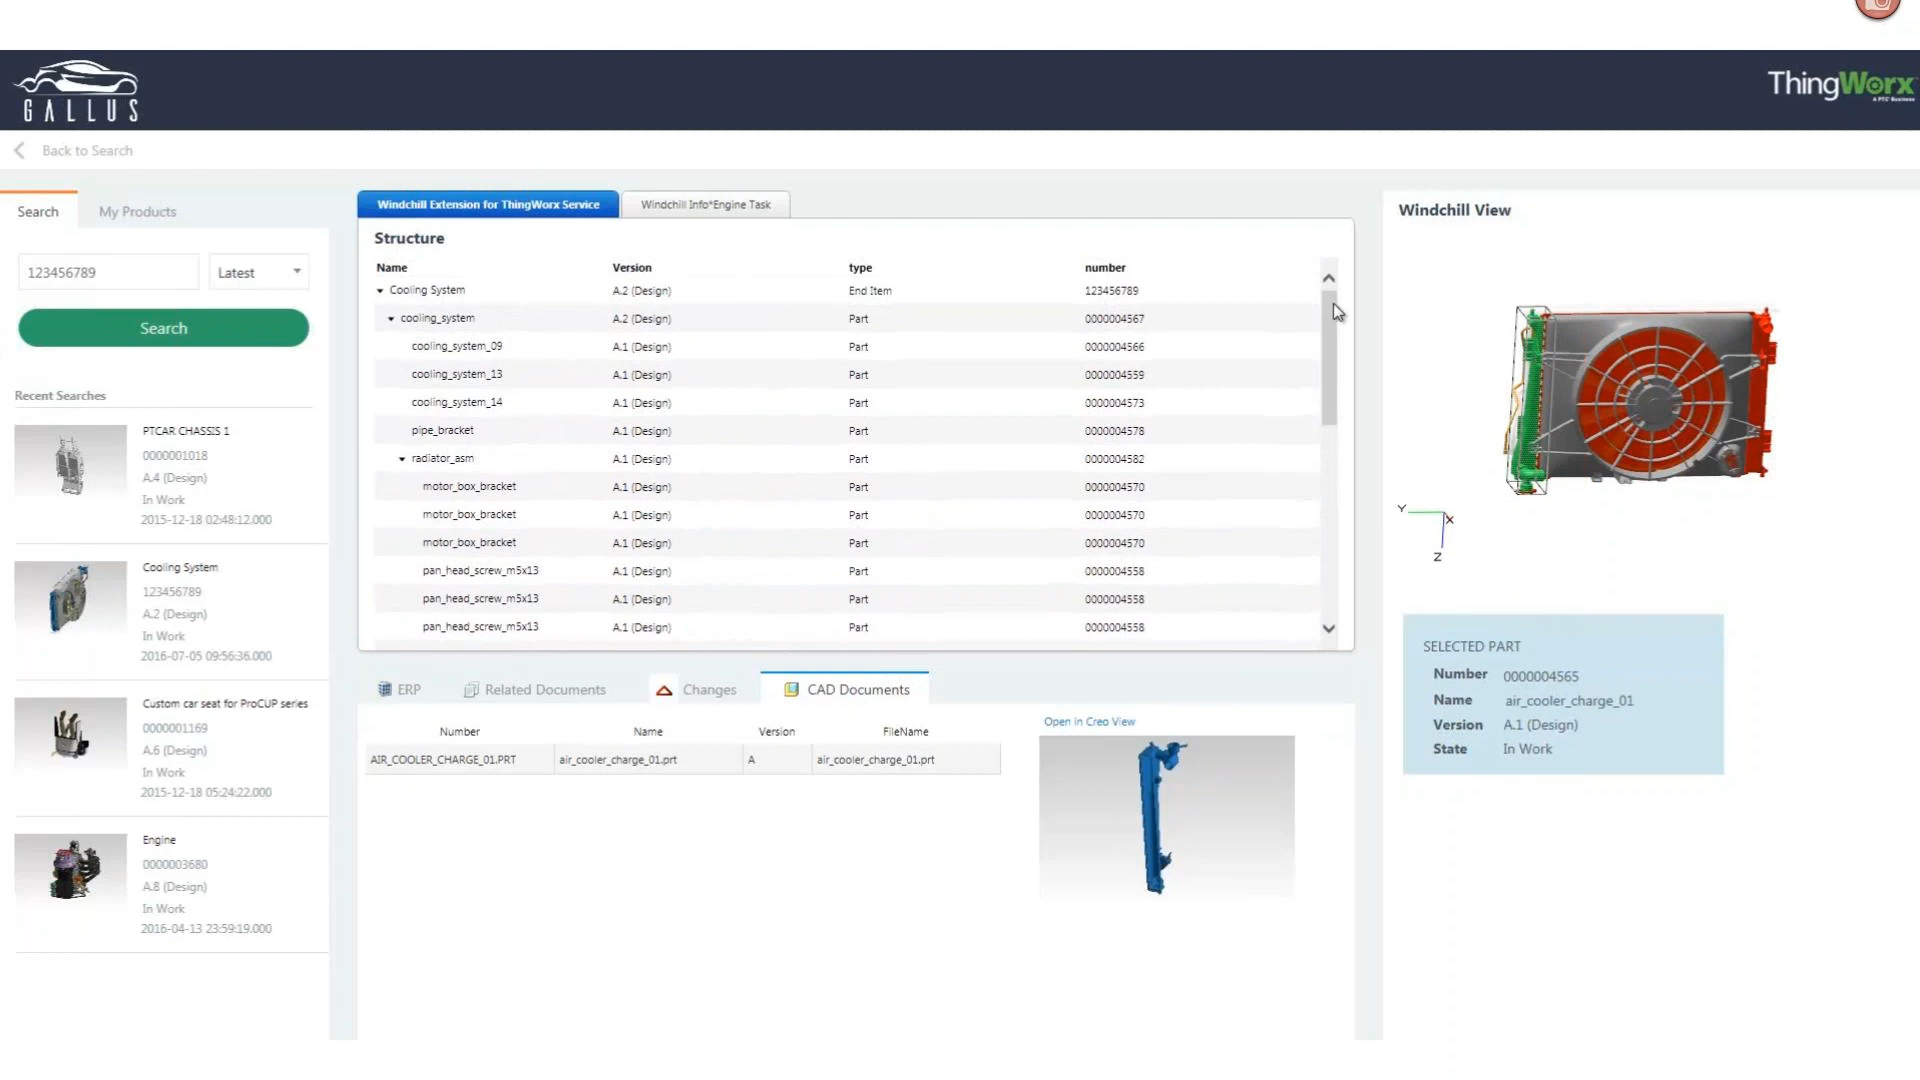 GALLUS
ThingWorx
A PTC Business
Back to Search
Search
My Products
123456789
Latest
Search
Recent Searches
PTCAR CHASSIS 1
0000001018
A.4 (Design)
In Work
2015-12-18 02:48:12.000
Cooling System
123456789
A.2 (Design)
In Work
2016-07-05 09:56:36.000
Custom car seat for ProCUP series
0000001169
A.6 (Design)
In Work
2015-12-18 05:24:22.000
Engine
0000003680
A.8 (Design)
In Work
2016-04-13 23:59:19.000
Windchill Extension for ThingWorx Service
Windchill Info*Engine Task
Structure
Name Version type number
Cooling System A.2 (Design) End Item 123456789
cooling_system A.2 (Design) Part 0000004567
cooling_system_09 A.1 (Design) Part 0000004566
cooling_system_13 A.1 (Design) Part 0000004559
cooling_system_14 A.1 (Design) Part 0000004573
pipe_bracket A.1 (Design) Part 0000004578
radiator_asm A.1 (Design) Part 0000004582
motor_box_bracket A.1 (Design) Part 0000004570
motor_box_bracket A.1 (Design) Part 0000004570
motor_box_bracket A.1 (Design) Part 0000004570
pan_head_screw_m5x13 A.1 (Design) Part 0000004558
pan_head_screw_m5x13 A.1 (Design) Part 0000004558
pan_head_screw_m5x13 A.1 (Design) Part 0000004558
ERP
Related Documents
Changes
CAD Documents
Number Name Version FileName
AIR_COOLER_CHARGE_01.PRT air_cooler_charge_01.prt A air_cooler_charge_01.prt
Open in Creo View
Windchill View
Y
X
Z
SELECTED PART
Number 0000004565
Name air_cooler_charge_01
Version A.1 (Design)
State In Work